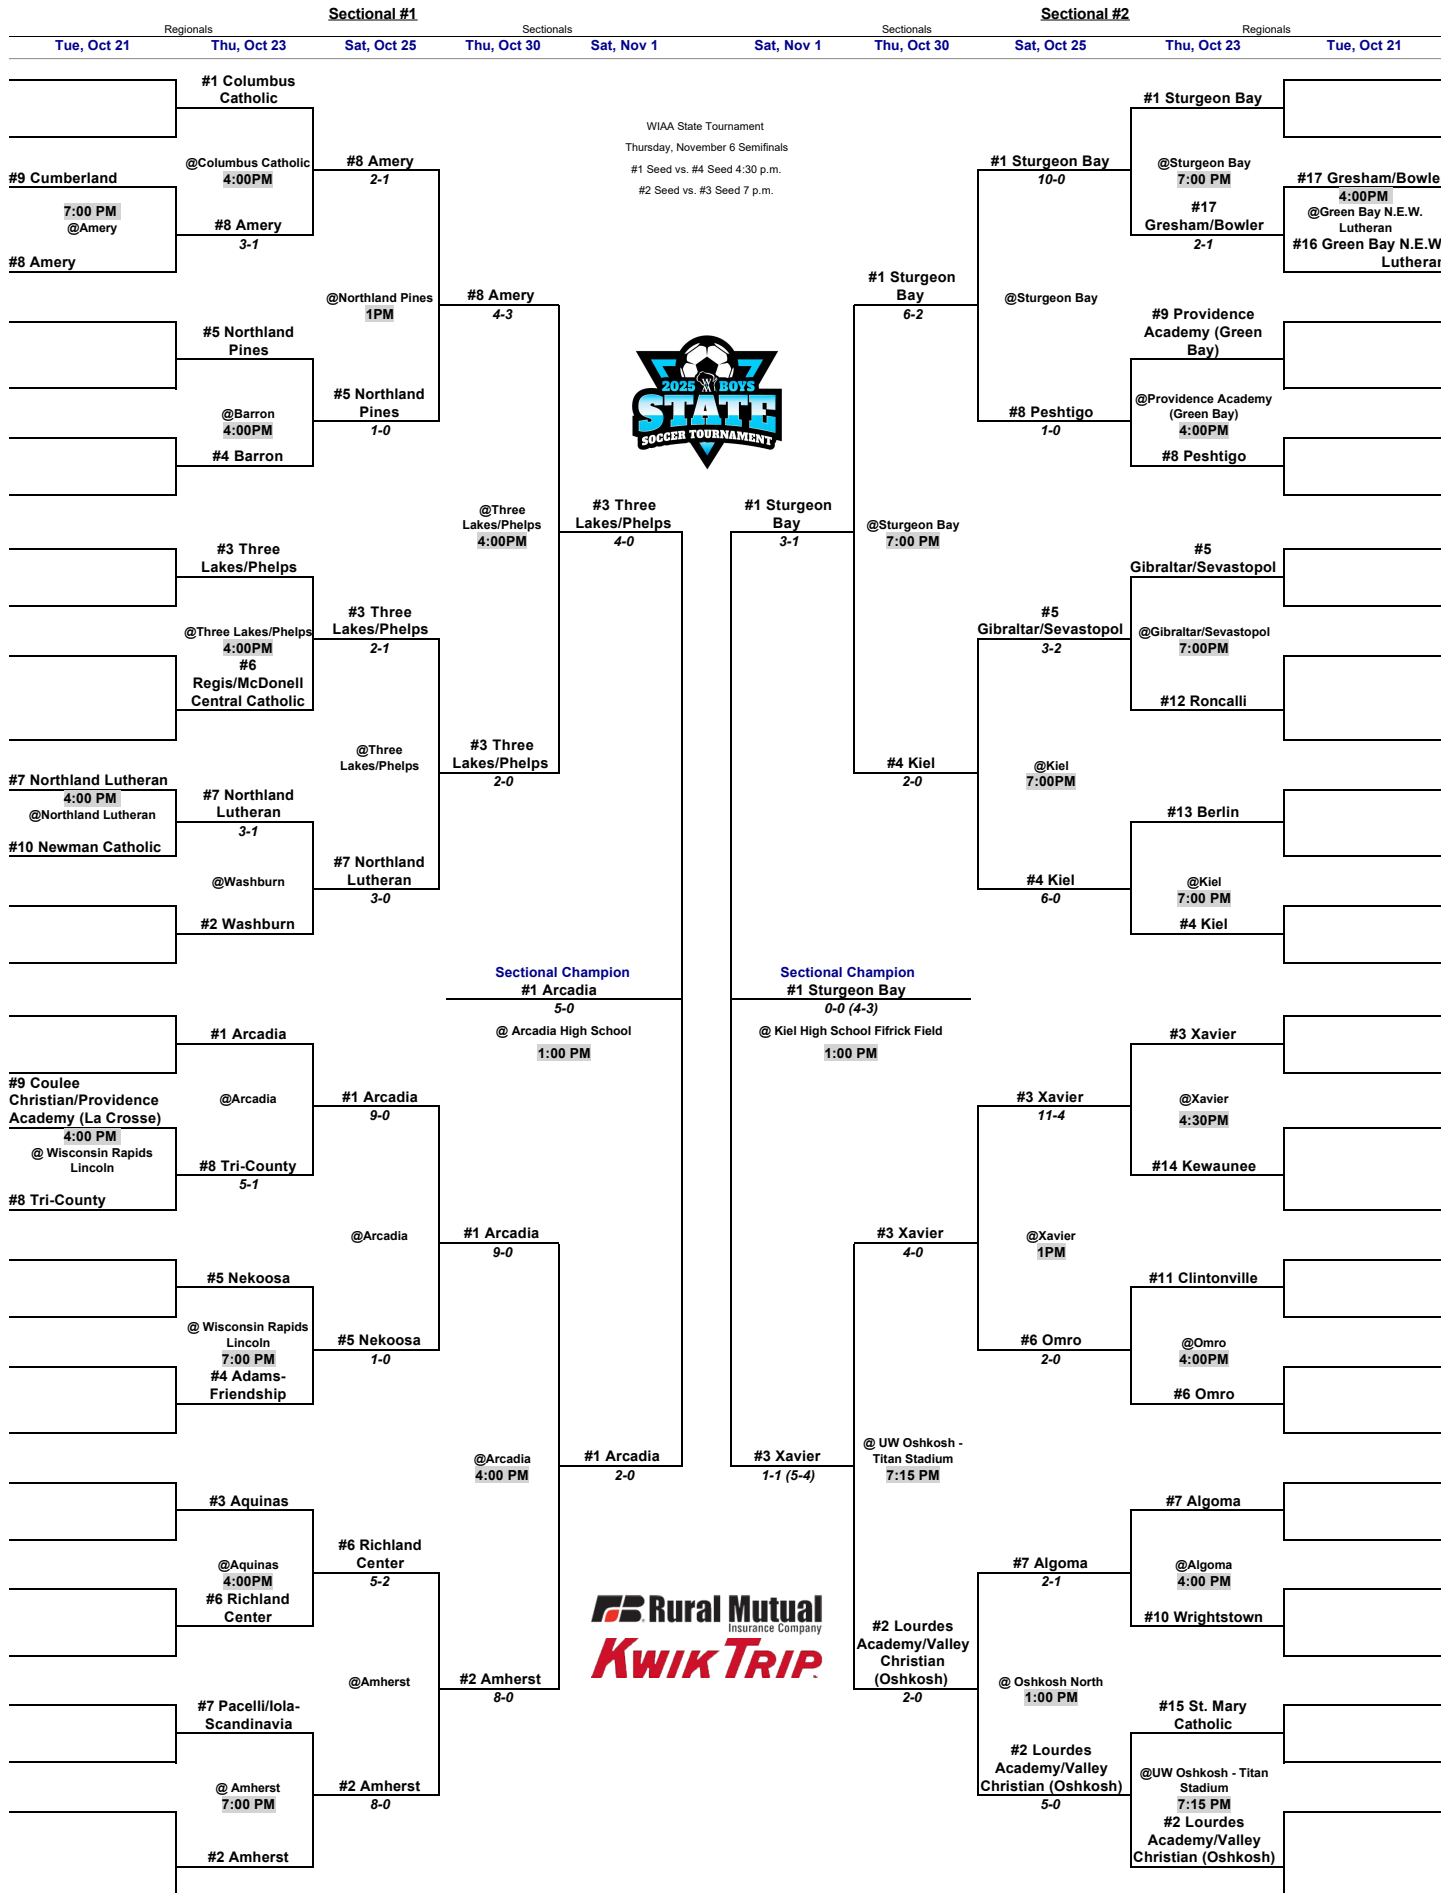 Sectional #1
Sectional #2
Regionals
Sectionals
Sectionals
Regionals
Tue, Oct 21
Thu, Oct 23
Sat, Oct 25
Thu, Oct 30
Sat, Nov 1
Sat, Nov 1
Thu, Oct 30
Sat, Oct 25
Thu, Oct 23
Tue, Oct 21
#9 Cumberland
7:00 PM
@Amery
#8 Amery
#7 Northland Lutheran
4:00 PM
@Northland Lutheran
#10 Newman Catholic
#9 Coulee
Christian/Providence
Academy (La Crosse)
4:00 PM
@ Wisconsin Rapids
Lincoln
#8 Tri-County
#1 Columbus
Catholic
@Columbus Catholic
4:00PM
#8 Amery
3-1
#5 Northland
Pines
@Barron
4:00PM
#4 Barron
#3 Three
Lakes/Phelps
@Three Lakes/Phelps
4:00PM
#6
Regis/McDonell
Central Catholic
#7 Northland
Lutheran
3-1
@Washburn
#2 Washburn
#1 Arcadia
@Arcadia
#8 Tri-County
5-1
#5 Nekoosa
@ Wisconsin Rapids
Lincoln
7:00 PM
#4 Adams-
Friendship
#3 Aquinas
@Aquinas
4:00PM
#6 Richland
Center
#7 Pacelli/Iola-
Scandinavia
@ Amherst
7:00 PM
#2 Amherst
#8 Amery
2-1
@Northland Pines
1PM
#5 Northland
Pines
1-0
#3 Three
Lakes/Phelps
2-1
@Three
Lakes/Phelps
#7 Northland
Lutheran
3-0
#1 Arcadia
9-0
@Arcadia
#5 Nekoosa
1-0
#6 Richland
Center
5-2
@Amherst
#2 Amherst
8-0
#8 Amery
4-3
@Three
Lakes/Phelps
4:00PM
#3 Three
Lakes/Phelps
2-0
#1 Arcadia
9-0
@Arcadia
4:00 PM
#2 Amherst
8-0
#3 Three
Lakes/Phelps
4-0
Sectional Champion
#1 Arcadia
5-0
@ Arcadia High School
1:00 PM
#1 Arcadia
2-0
WIAA State Tournament
Thursday, November 6 Semifinals
#1 Seed vs. #4 Seed 4:30 p.m.
#2 Seed vs. #3 Seed 7 p.m.
2025 BOYS
STATE
SOCCER TOURNAMENT
Rural Mutual
Insurance Company
KWIK TRIP
#1 Sturgeon
Bay
3-1
Sectional Champion
#1 Sturgeon Bay
0-0 (4-3)
@ Kiel High School Fifrick Field
1:00 PM
#3 Xavier
1-1 (5-4)
#1 Sturgeon
Bay
6-2
@Sturgeon Bay
7:00 PM
#4 Kiel
2-0
#3 Xavier
4-0
@ UW Oshkosh -
Titan Stadium
7:15 PM
#2 Lourdes
Academy/Valley
Christian
(Oshkosh)
2-0
#1 Sturgeon Bay
10-0
@Sturgeon Bay
#8 Peshtigo
1-0
#5
Gibraltar/Sevastopol
3-2
@Kiel
7:00PM
#4 Kiel
6-0
#3 Xavier
11-4
@Xavier
1PM
#6 Omro
2-0
#7 Algoma
2-1
@ Oshkosh North
1:00 PM
#2 Lourdes
Academy/Valley
Christian (Oshkosh)
5-0
#1 Sturgeon Bay
@Sturgeon Bay
7:00 PM
#17
Gresham/Bowler
2-1
#9 Providence
Academy (Green
Bay)
@Providence Academy
(Green Bay)
4:00PM
#8 Peshtigo
#5
Gibraltar/Sevastopol
@Gibraltar/Sevastopol
7:00PM
#12 Roncalli
#13 Berlin
@Kiel
7:00 PM
#4 Kiel
#3 Xavier
@Xavier
4:30PM
#14 Kewaunee
#11 Clintonville
@Omro
4:00PM
#6 Omro
#7 Algoma
@Algoma
4:00 PM
#10 Wrightstown
#15 St. Mary
Catholic
@UW Oshkosh - Titan
Stadium
7:15 PM
#2 Lourdes
Academy/Valley
Christian (Oshkosh)
#17 Gresham/Bowle
4:00PM
@Green Bay N.E.W.
Lutheran
#16 Green Bay N.E.W
Lutheran